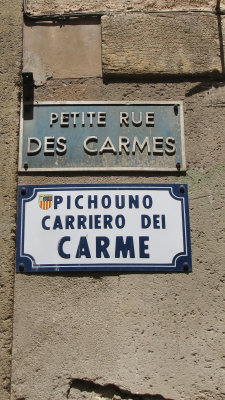 PETITE RUE
DES CARMES
PICHOUNO
CARRIERO DEI
CARME